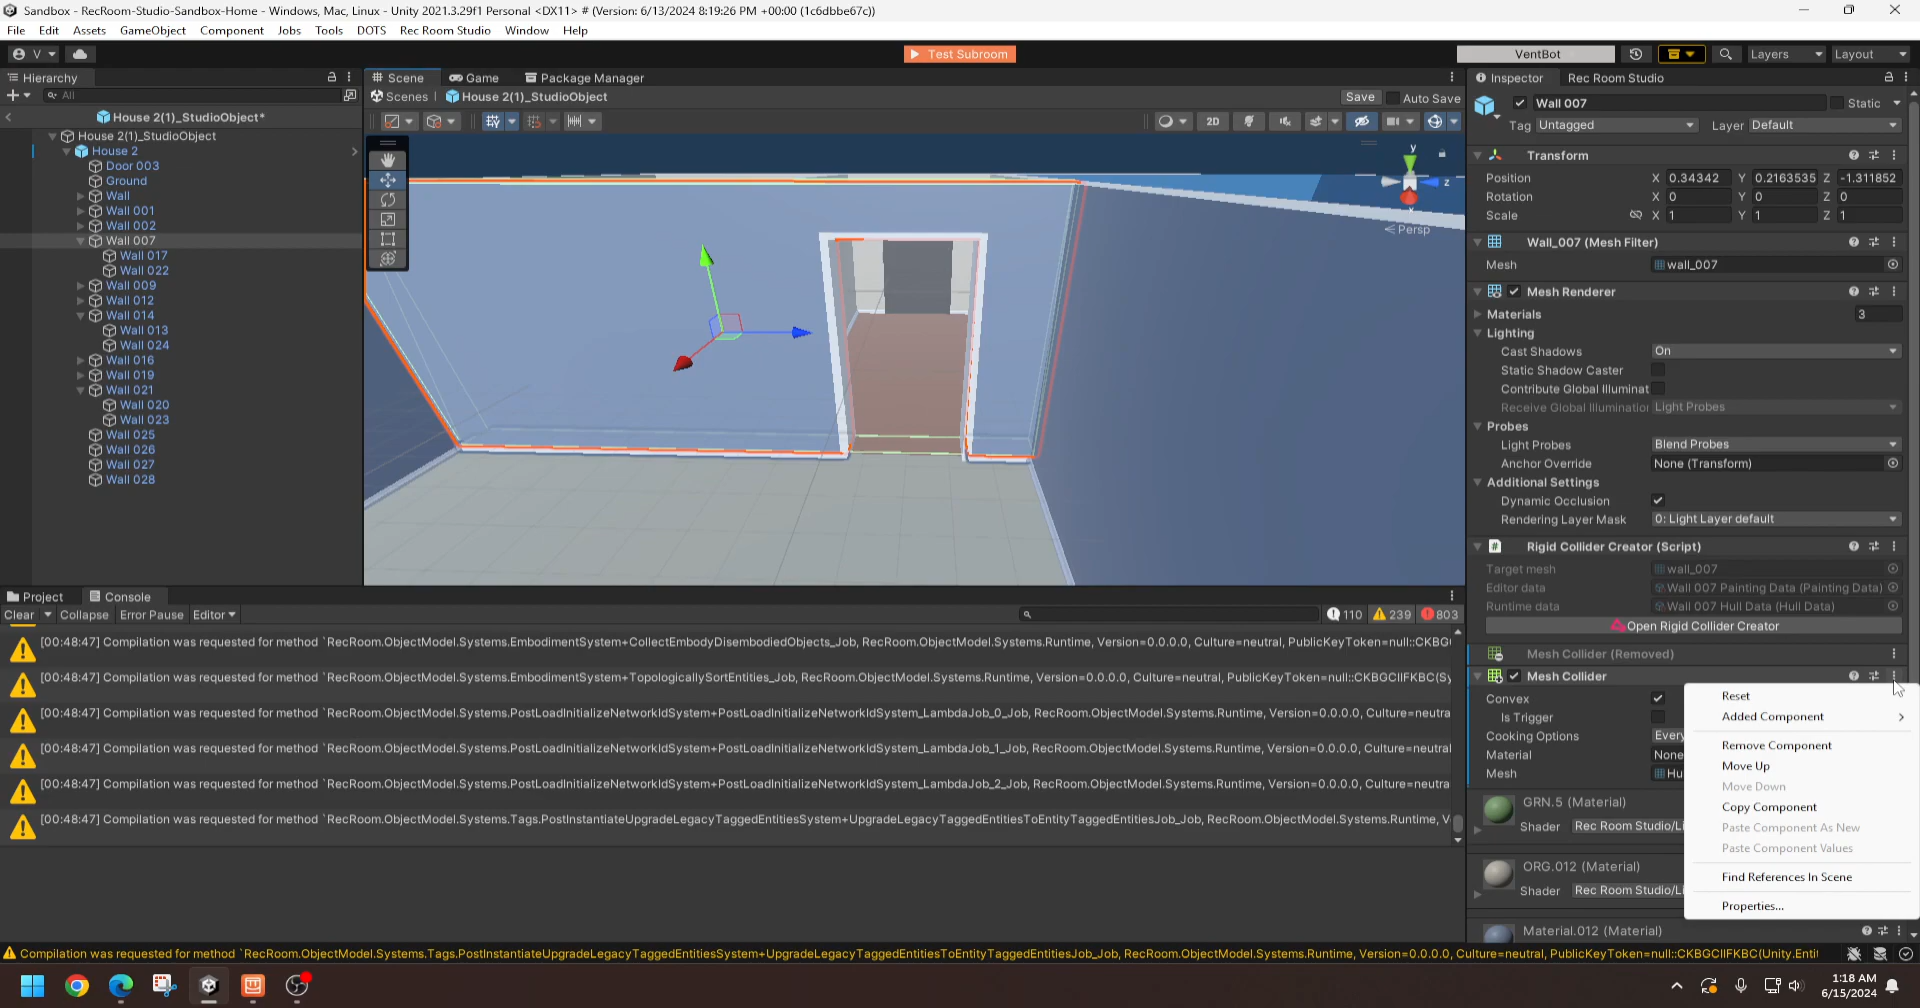 Sandbox - RecRoom-Studio-Sandbox-Home - Windows, Mac, Linux - Unity 2021.3.29f1 Personal <DX11> # (Version: 6/13/2024 8:19:26 PM +00:00 (1c6dbbe67c))
File Edit Assets GameObject Component Jobs Tools DOTS Rec Room Studio Window Help
V Test Subroom VentBot Layers Layout
Hierarchy
All
House 2(1)_StudioObject*
House 2(1)_StudioObject
House 2
Door 003
Ground
Wall
Wall 001
Wall 002
Wall 007
Wall 017
Wall 022
Wall 009
Wall 012
Wall 014
Wall 013
Wall 024
Wall 016
Wall 019
Wall 021
Wall 020
Wall 023
Wall 025
Wall 026
Wall 027
Wall 028
Scene Game Package Manager
Scenes House 2(1)_StudioObject Save Auto Save
2D
y
z
x
Persp
Inspector Rec Room Studio
Wall 007 Static
Tag Untagged Layer Default
Transform
Position X 0.34342 Y 0.2163535 Z -1.311852
Rotation X 0 Y 0 Z 0
Scale X 1 Y 1 Z 1
Wall_007 (Mesh Filter)
Mesh wall_007
Mesh Renderer
Materials 3
Lighting
Cast Shadows On
Static Shadow Caster
Contribute Global Illuminat
Receive Global Illumination Light Probes
Probes
Light Probes Blend Probes
Anchor Override None (Transform)
Additional Settings
Dynamic Occlusion
Rendering Layer Mask 0: Light Layer default
Rigid Collider Creator (Script)
Target mesh wall_007
Editor data Wall 007 Painting Data (Painting Data)
Runtime data Wall 007 Hull Data (Hull Data)
Open Rigid Collider Creator
Mesh Collider (Removed)
Mesh Collider
Convex
Is Trigger
Cooking Options Every
Material None
Mesh Hu
GRN.5 (Material)
Shader Rec Room Studio/Li
ORG.012 (Material)
Shader Rec Room Studio/Li
Material.012 (Material)
Reset
Added Component
Remove Component
Move Up
Move Down
Copy Component
Paste Component As New
Paste Component Values
Find References In Scene
Properties...
Project Console
Clear Collapse Error Pause Editor 110 239 803
[00:48:47] Compilation was requested for method `RecRoom.ObjectModel.Systems.EmbodimentSystem+CollectEmbodyDisembodiedObjects_Job, RecRoom.ObjectModel.Systems.Runtime, Version=0.0.0.0, Culture=neutral, PublicKeyToken=null::CKBG
[00:48:47] Compilation was requested for method `RecRoom.ObjectModel.Systems.EmbodimentSystem+TopologicallySortEntities_Job, RecRoom.ObjectModel.Systems.Runtime, Version=0.0.0.0, Culture=neutral, PublicKeyToken=null::CKBGCIIFKBC(Sy
[00:48:47] Compilation was requested for method `RecRoom.ObjectModel.Systems.PostLoadInitializeNetworkIdSystem+PostLoadInitializeNetworkIdSystem_LambdaJob_0_Job, RecRoom.ObjectModel.Systems.Runtime, Version=0.0.0.0, Culture=neutra
[00:48:47] Compilation was requested for method `RecRoom.ObjectModel.Systems.PostLoadInitializeNetworkIdSystem+PostLoadInitializeNetworkIdSystem_LambdaJob_1_Job, RecRoom.ObjectModel.Systems.Runtime, Version=0.0.0.0, Culture=neutral
[00:48:47] Compilation was requested for method `RecRoom.ObjectModel.Systems.PostLoadInitializeNetworkIdSystem+PostLoadInitializeNetworkIdSystem_LambdaJob_2_Job, RecRoom.ObjectModel.Systems.Runtime, Version=0.0.0.0, Culture=neutra
[00:48:47] Compilation was requested for method `RecRoom.ObjectModel.Systems.Tags.PostInstantiateUpgradeLegacyTaggedEntitiesSystem+UpgradeLegacyTaggedEntitiesToEntityTaggedEntitiesJob_Job, RecRoom.ObjectModel.Systems.Runtime, V
Compilation was requested for method `RecRoom.ObjectModel.Systems.Tags.PostInstantiateUpgradeLegacyTaggedEntitiesSystem+UpgradeLegacyTaggedEntitiesToEntityTaggedEntitiesJob_Job, RecRoom.ObjectModel.Systems.Runtime, Version=0.0.0.0, Culture=neutral, PublicKeyToken=null::CKBGCIIFKBC(Unity.Enti
1:18 AM
6/15/2024